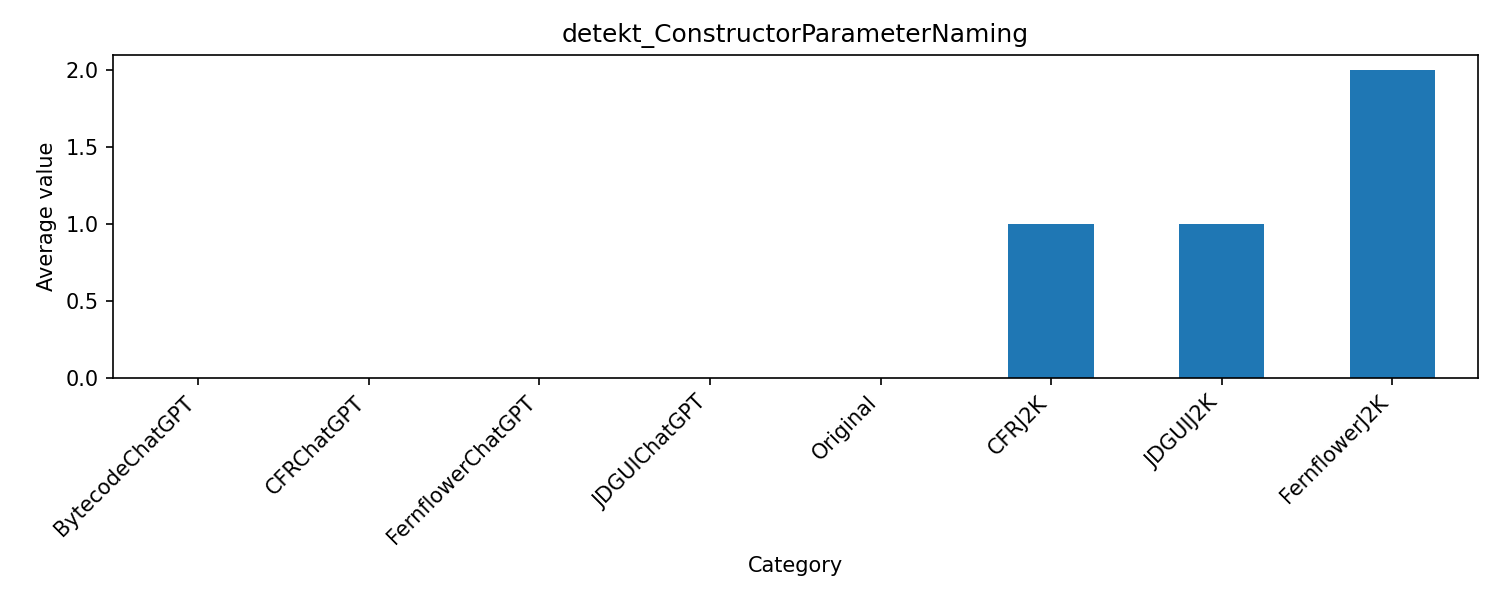 detekt_ConstructorParameterNaming
Average value
2.0
1.5
1.0
0.5
0.0
BytecodeChatGPT
CFRChatGPT
FernflowerChatGPT
JDGUIChatGPT
Original
CFRJ2K
JDGUIJ2K
FernflowerJ2K
Category